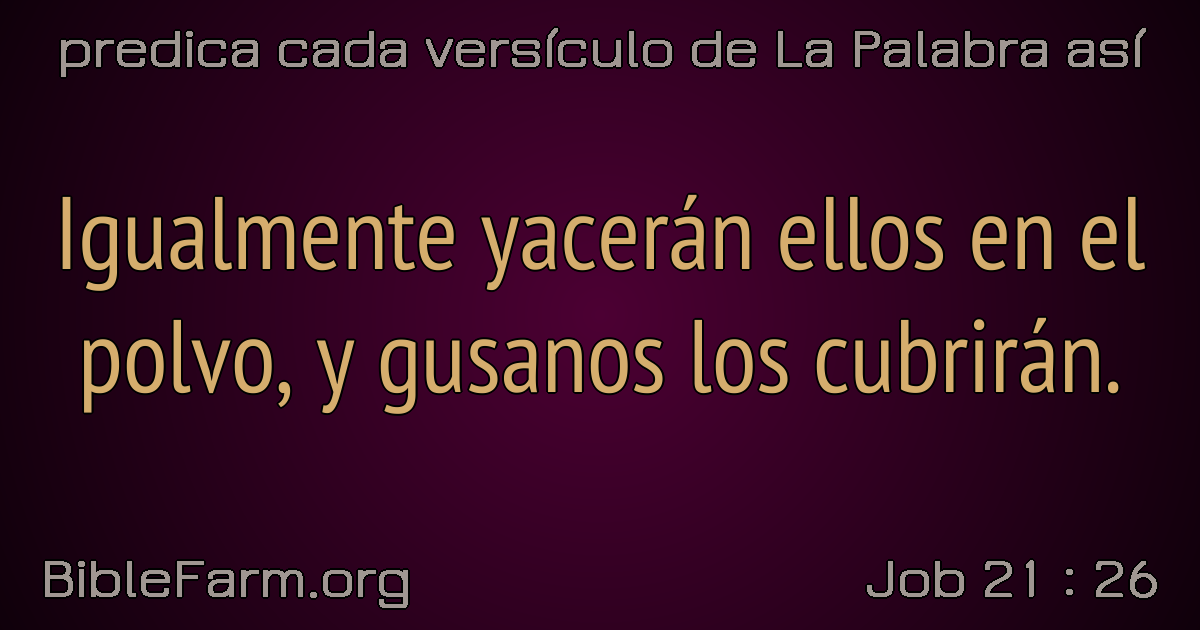 predica cada versículo de La Palabra así
Igualmente yacerán ellos en el
polvo, y gusanos los cubrirán.
BibleFarm.org
Job 21 : 26